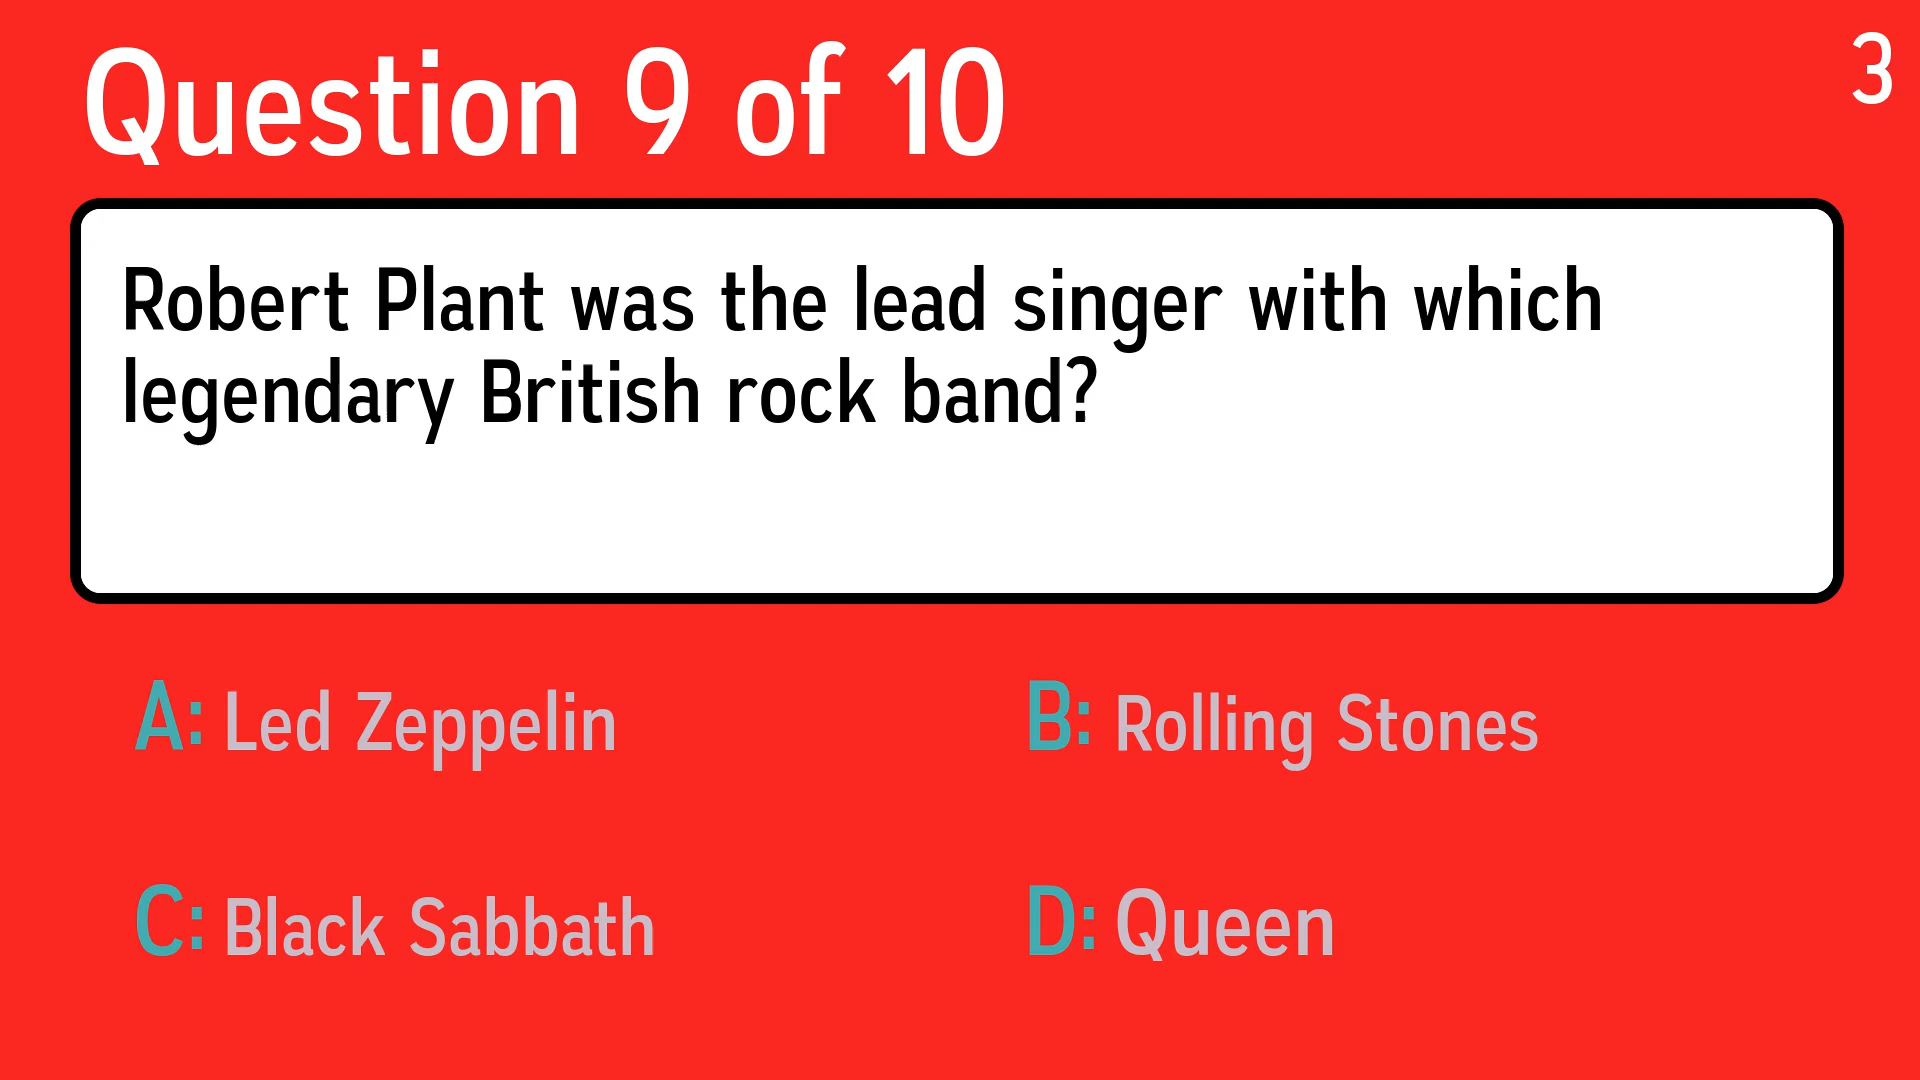 Question 9 of 10
3
Robert Plant was the lead singer with which
legendary British rock band?
A: Led Zeppelin
B: Rolling Stones
C: Black Sabbath
D: Queen